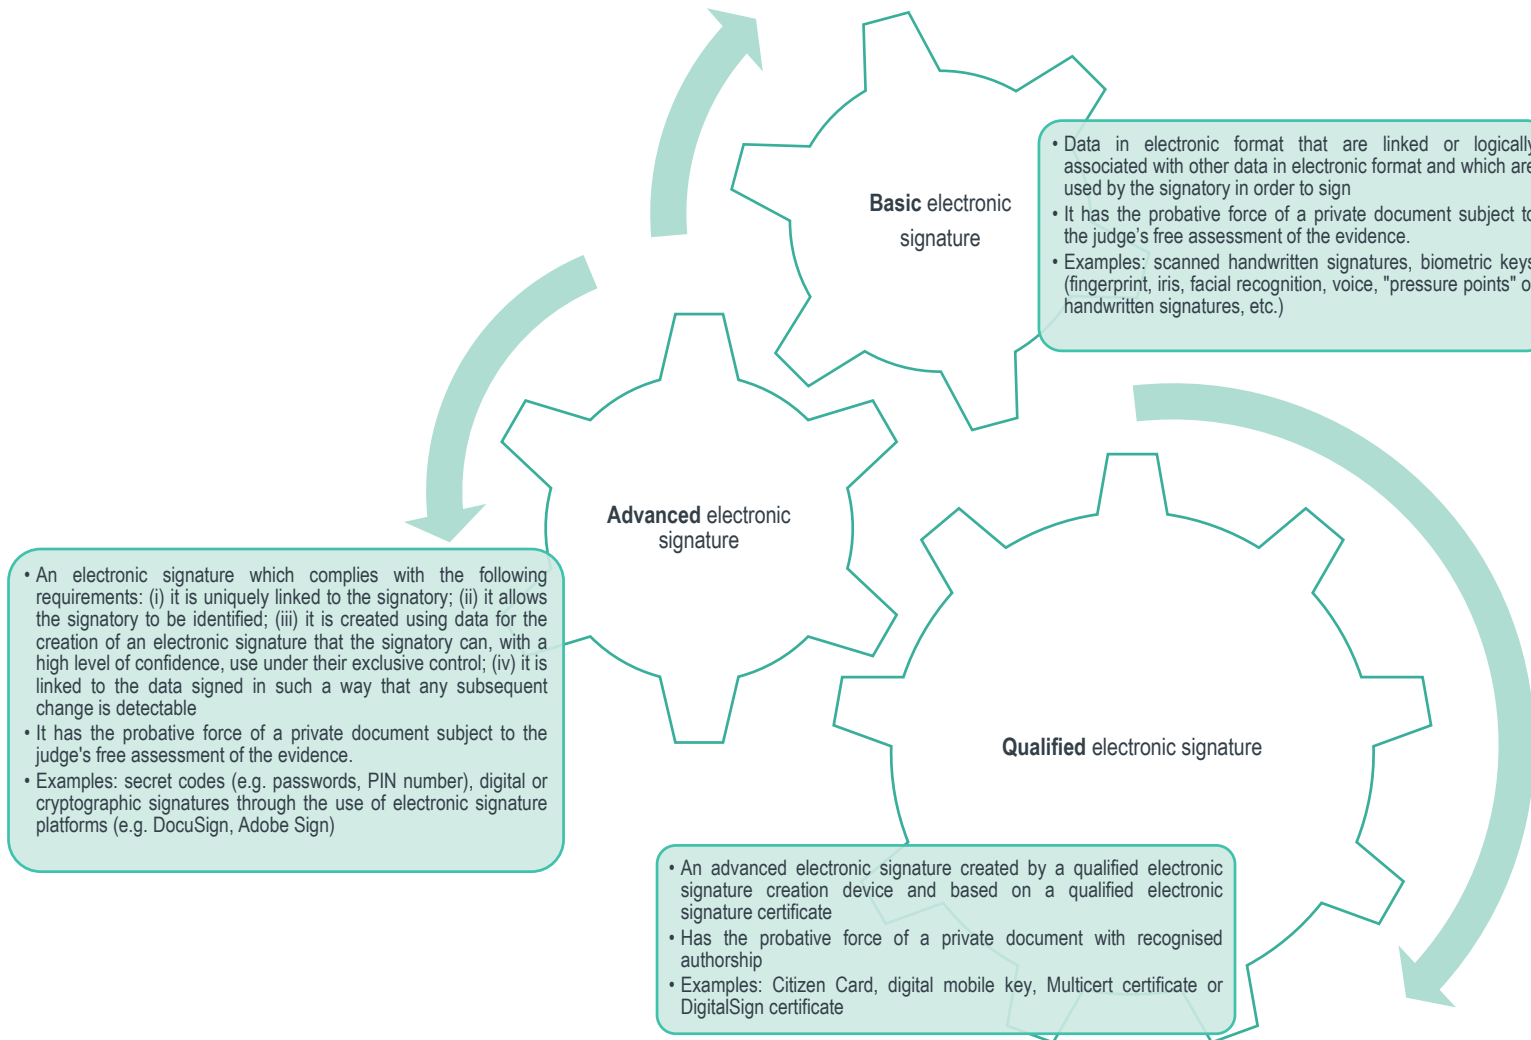 Basic electronic
signature
• Data in electronic format that are linked or logically
associated with other data in electronic format and which are
used by the signatory in order to sign
• It has the probative force of a private document subject to
the judge’s free assessment of the evidence.
• Examples: scanned handwritten signatures, biometric keys
(fingerprint, iris, facial recognition, voice, "pressure points"
handwritten signatures, etc.)
Advanced electronic
signature
• An electronic signature which complies with the following
requirements: (i) it is uniquely linked to the signatory; (ii) it allows
the signatory to be identified; (iii) it is created using data for the
creation of an electronic signature that the signatory can, with a
high level of confidence, use under their exclusive control; (iv) it is
linked to the data signed in such a way that any subsequent
change is detectable
• It has the probative force of a private document subject to the
judge's free assessment of the evidence.
• Examples: secret codes (e.g. passwords, PIN number), digital or
cryptographic signatures through the use of electronic signature
platforms (e.g. DocuSign, Adobe Sign)
Qualified electronic signature
• An advanced electronic signature created by a qualified electronic
signature creation device and based on a qualified electronic
signature certificate
• Has the probative force of a private document with recognised
authorship
• Examples: Citizen Card, digital mobile key, Multicert certificate or
DigitalSign certificate